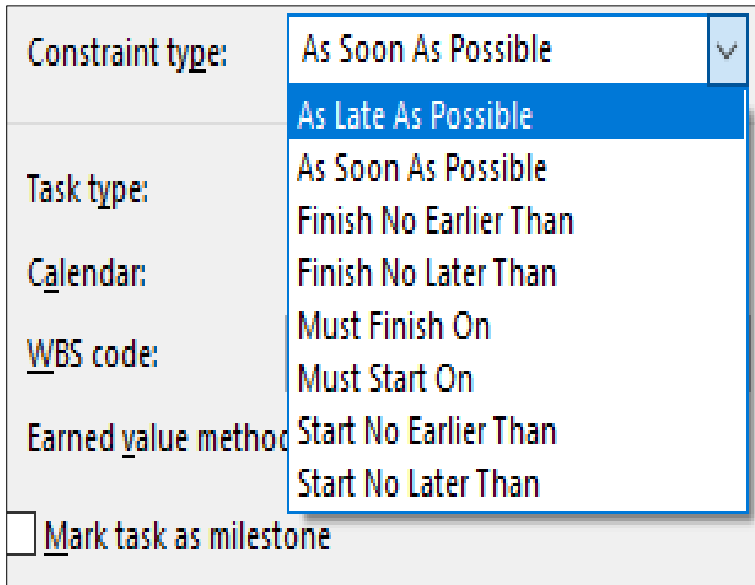 Constraint type:
As Soon As Possible
As Late As Possible
As Soon As Possible
Finish No Earlier Than
Finish No Later Than
Must Finish On
Must Start On
Start No Earlier Than
Start No Later Than
Task type:
Calendar:
WBS code:
Earned value method
Mark task as milestone